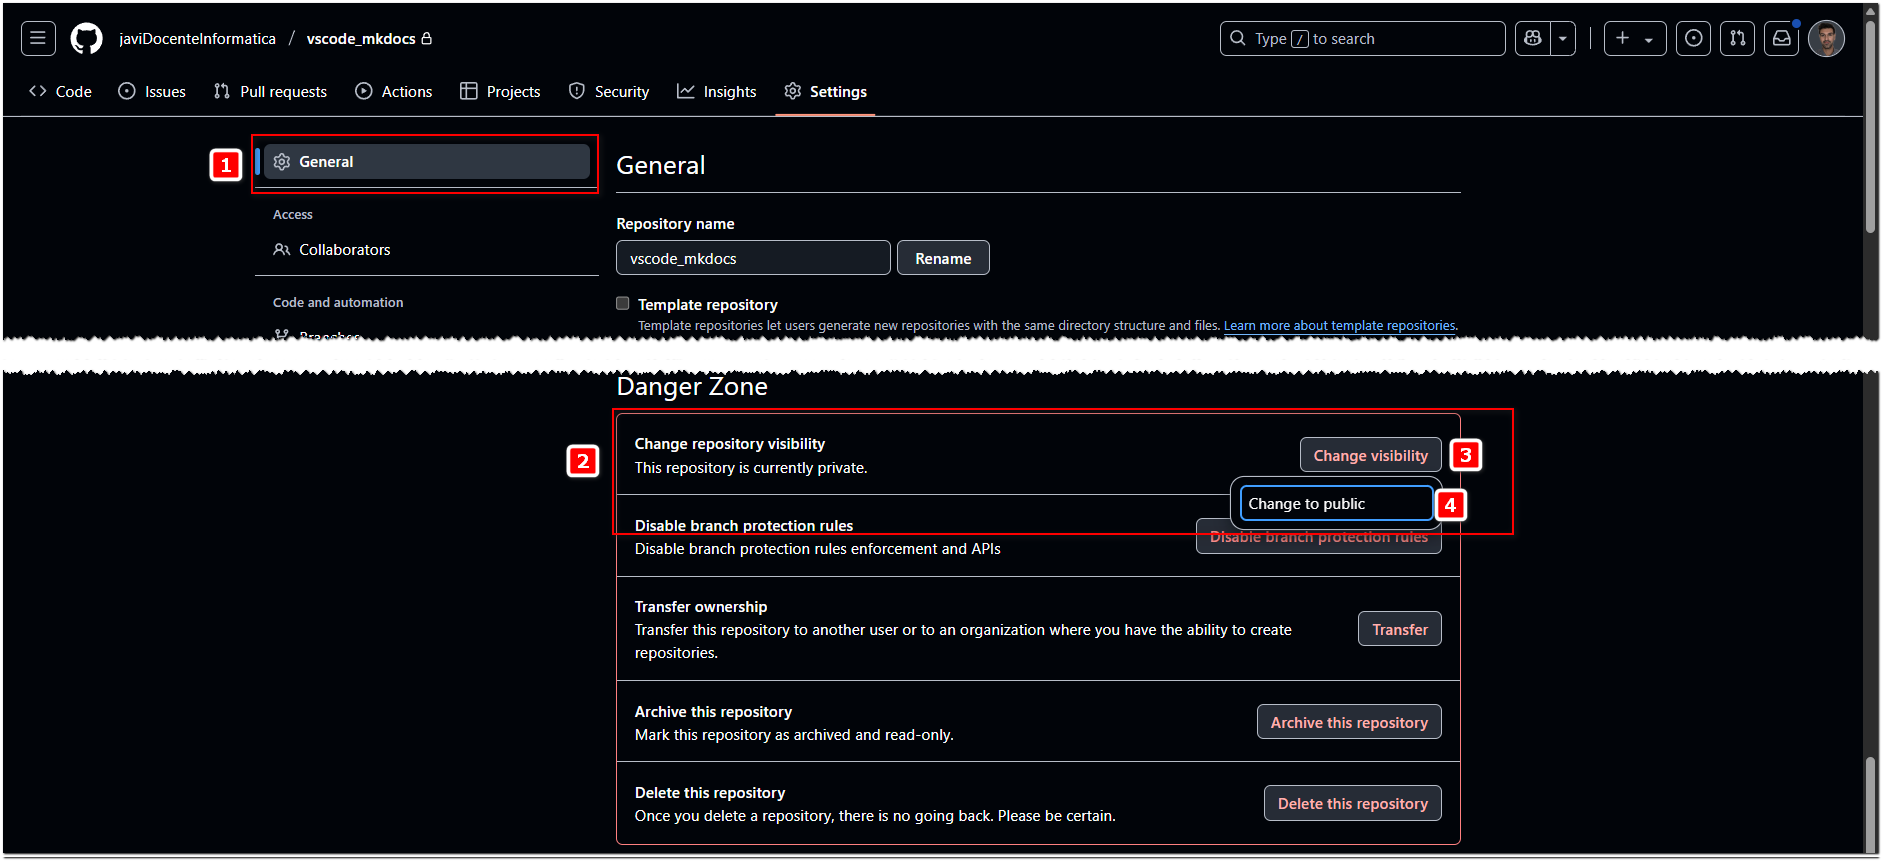 javiDocenteInformatica / vscode_mkdocs
Type / to search
Code Issues Pull requests Actions Projects Security Insights Settings
1
General
Access
Collaborators
Code and automation
Branches
General
Repository name
vscode_mkdocs Rename
Template repository
Template repositories let users generate new repositories with the same directory structure and files. Learn more about template repositories.
Danger Zone
2
Change repository visibility
This repository is currently private.
Change visibility 3
Change to public 4
Disable branch protection rules
Disable branch protection rules enforcement and APIs
Disable branch protection rules
Transfer ownership
Transfer this repository to another user or to an organization where you have the ability to create
repositories.
Transfer
Archive this repository
Mark this repository as archived and read-only.
Archive this repository
Delete this repository
Once you delete a repository, there is no going back. Please be certain.
Delete this repository